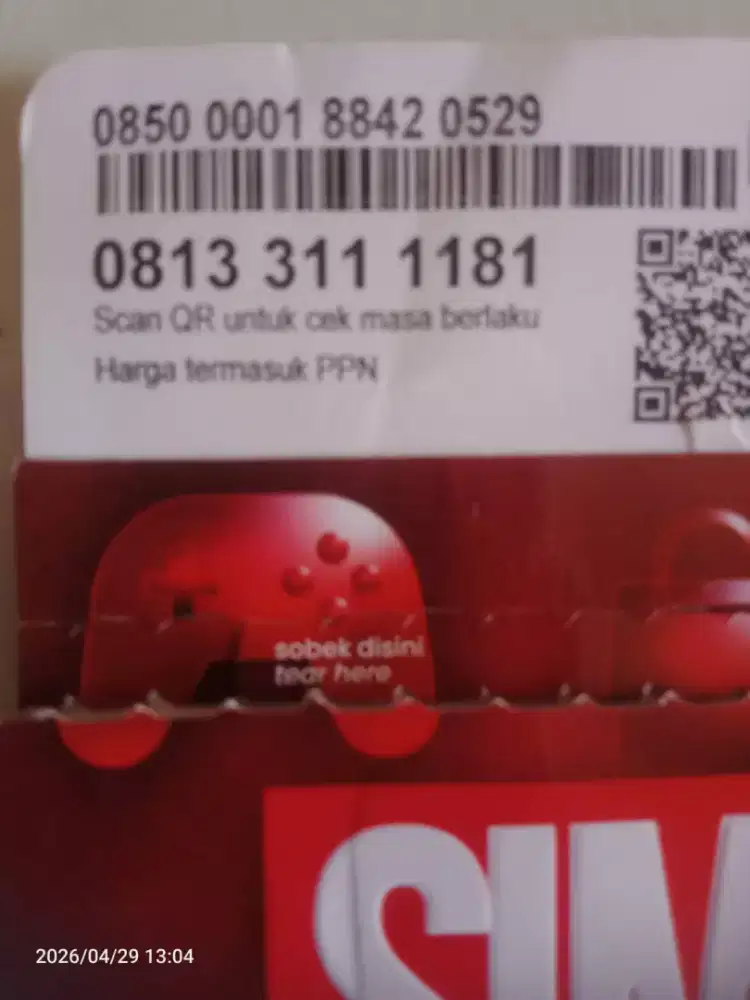 0850 0001 8842 0529
0813 311 1181
Scan QR untuk cek masa berlaku
Harga termasuk PPN
sobek disini
tear here
SIM
2026/04/29 13:04